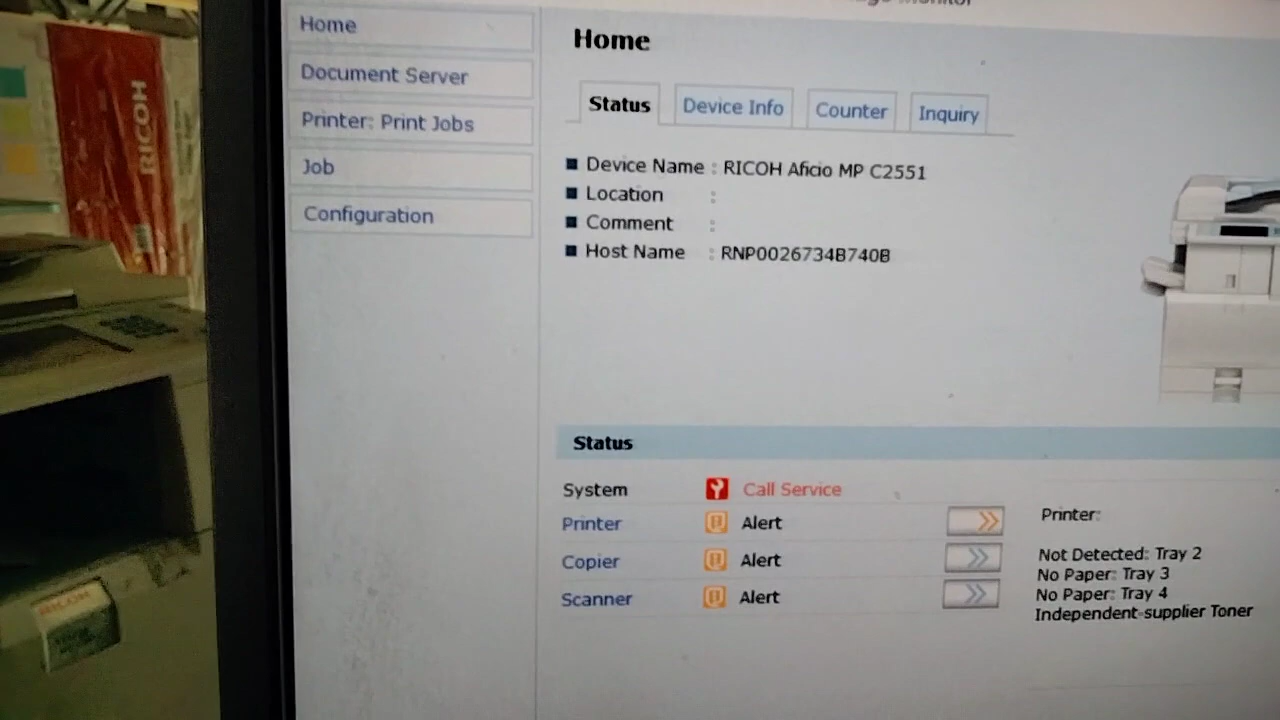 Home
Document Server
Printer: Print Jobs
Job
Configuration
Home
Status
Device Info
Counter
Inquiry
Device Name : RICOH Aficio MP C2551
Location :
Comment :
Host Name : RNP0026734B740B
Status
System Call Service
Printer Alert
Copier Alert
Scanner Alert
Printer:
Not Detected: Tray 2
No Paper: Tray 3
No Paper: Tray 4
Independent-supplier Toner
RICOH
RICOH